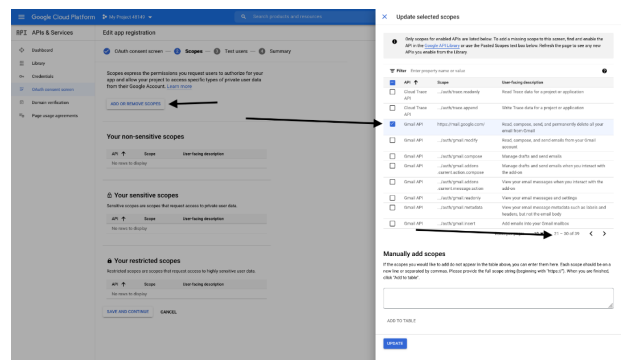 Google Cloud Platform
My Project 48143
Search products and resources
API APIs & Services
Dashboard
Library
Credentials
OAuth consent screen
Domain verification
Page usage agreements
Edit app registration
OAuth consent screen — 2 Scopes — 3 Test users — 4 Summary
Scopes express the permissions you request users to authorize for your
app and allow your project to access specific types of private user data
from their Google Account. Learn more
ADD OR REMOVE SCOPES
Your non-sensitive scopes
API Scope User-facing description
No rows to display
Your sensitive scopes
Sensitive scopes are scopes that request access to private user data.
API Scope User-facing description
No rows to display
Your restricted scopes
Restricted scopes are scopes that request access to highly sensitive user data.
API Scope User-facing description
No rows to display
SAVE AND CONTINUE CANCEL
Update selected scopes
Only scopes for enabled APIs are listed below. To add a missing scope to this screen, find and enable the
API in the Google API Library or use the Pasted Scopes text box below. Refresh the page to see any new
APIs you enable from the Library
Filter Enter property name or value
API Scope User-facing description
Cloud Trace API .../auth/trace.readonly Read Trace data for a project or application
Cloud Trace API .../auth/trace.append Write Trace data for a project or application
Gmail API https://mail.google.com/ Read, compose, send, and permanently delete all your
email from Gmail
Gmail API .../auth/gmail.modify Read, compose, and send emails from your Gmail
account
Gmail API .../auth/gmail.compose Manage drafts and send emails
Gmail API .../auth/gmail.addons Manage drafts and send emails when you interact with
.current.action.compose the add-on
Gmail API .../auth/gmail.addons View your email messages when you interact with the
.current.message.action add-on
Gmail API .../auth/gmail.readonly View your email messages and settings
Gmail API .../auth/gmail.metadata View your email message metadata such as labels and
headers, but not the email body
Gmail API .../auth/gmail.insert Add emails into your Gmail mailbox
of 39
Manually add scopes
If the scopes you would like to add do not appear in the table above, you can enter them here. Each scope should be on a
new line or separated by commas. Please provide the full scope string (beginning with "https://"). When you are finished,
click "Add to table".
ADD TO TABLE
UPDATE